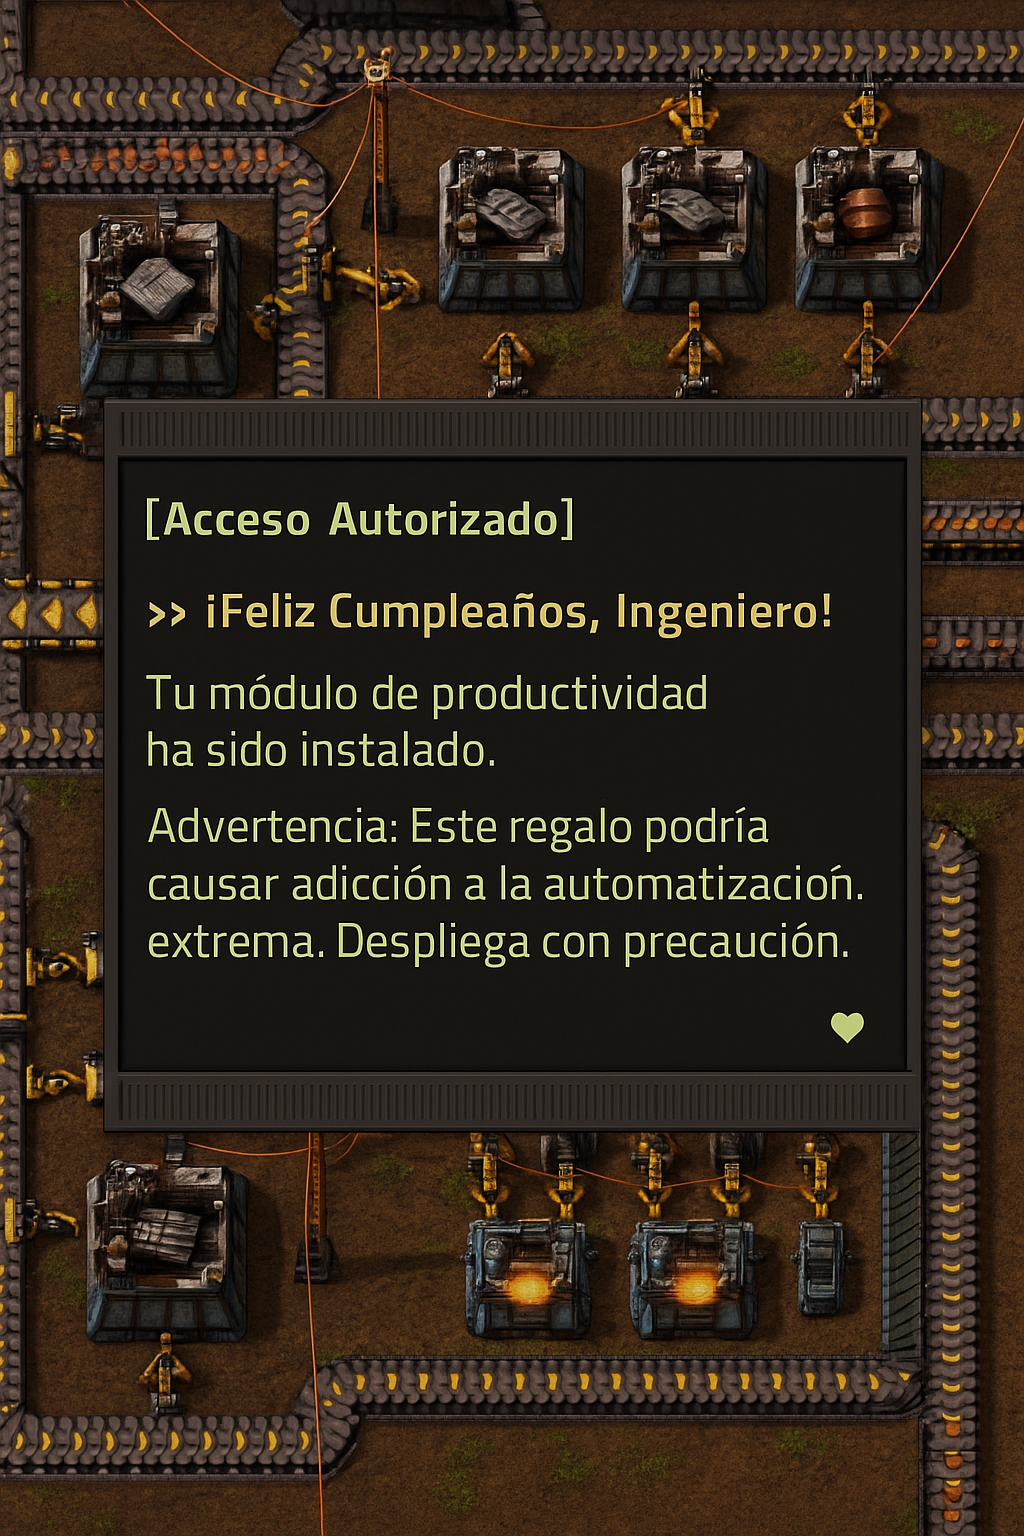 [Acceso Autorizado]
>> ¡Feliz Cumpleaños, Ingeniero!
Tu módulo de productividad
ha sido instalado.
Advertencia: Este regalo podría
causar adicción a la automatizacioń.
extrema. Despliega con precaución.